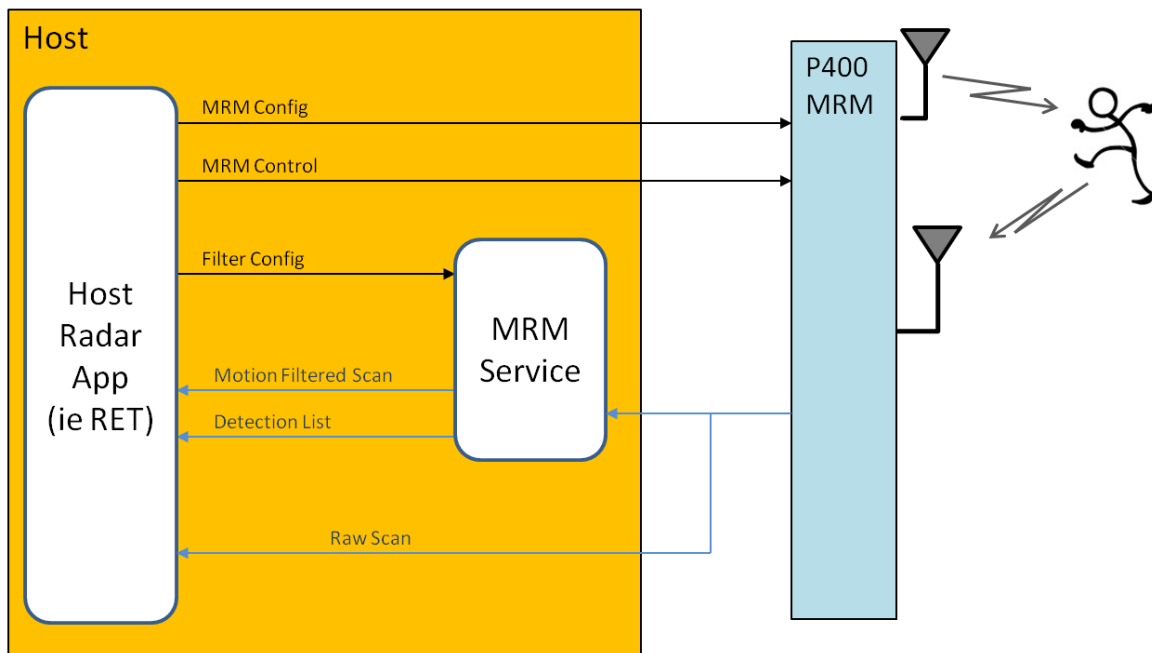 Host
P400
MRM
MRM Config
MRM Control
Filter Config
Host
Radar
App
(ie RET)
MRM
Service
Motion Filtered Scan
Detection List
Raw Scan